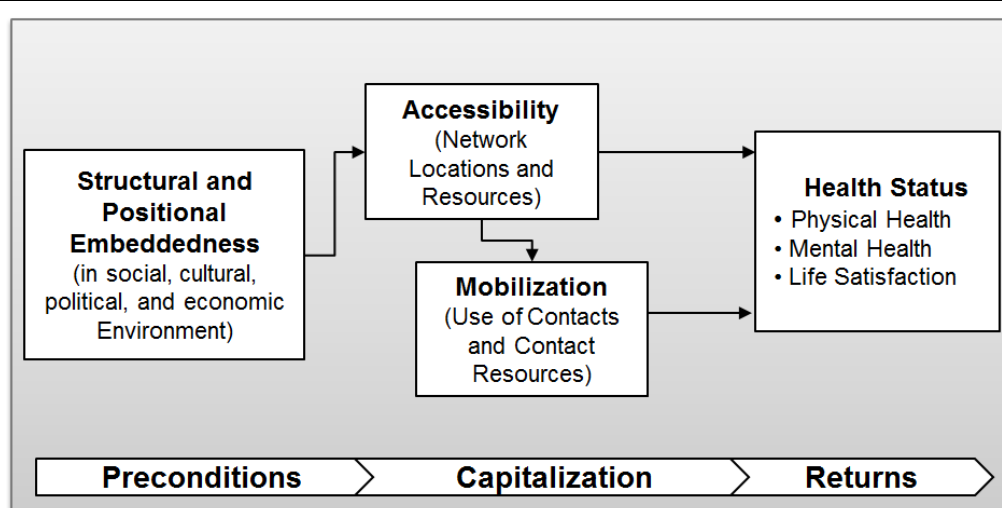 Structural and
Positional
Embeddedness
(in social, cultural,
political, and economic
Environment)
Accessibility
(Network
Locations and
Resources)
Mobilization
(Use of Contacts
and Contact
Resources)
Health Status
• Physical Health
• Mental Health
• Life Satisfaction
Preconditions
Capitalization
Returns